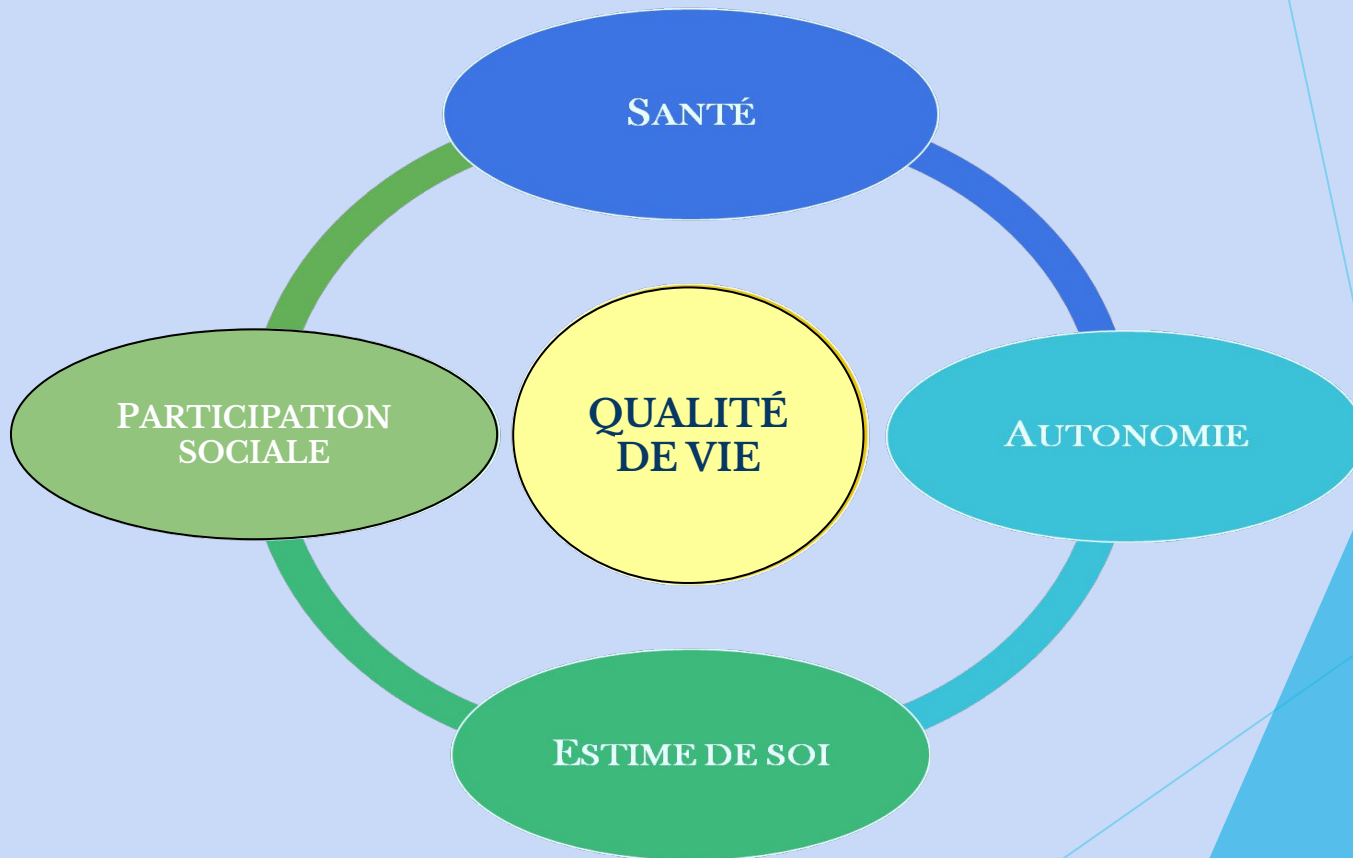 SANTÉ
PARTICIPATION
SOCIALE
QUALITÉ
DE VIE
AUTONOMIE
ESTIME DE SOI